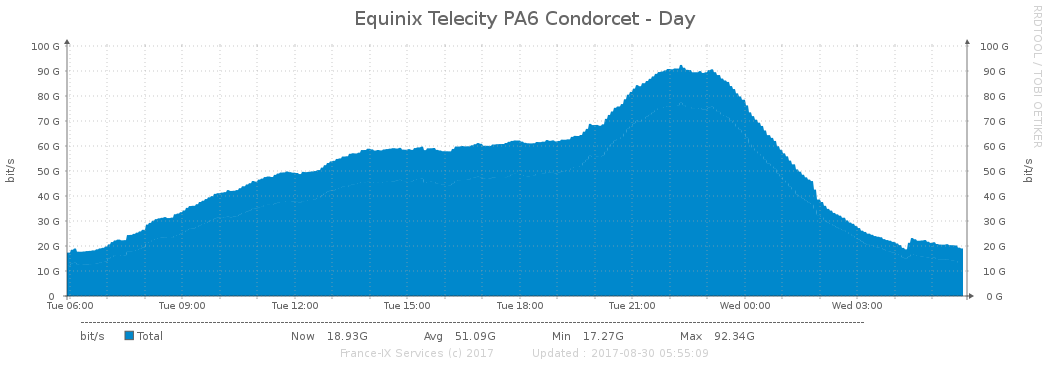 Equinix Telecity PA6 Condorcet - Day
RRDTOOL / TOBI OETIKER
100 G 100 G
90 G 90 G
80 G 80 G
70 G 70 G
60 G 60 G
50 G 50 G
40 G 40 G
30 G 30 G
20 G 20 G
10 G 10 G
0 0 G
bit/s
bit/s
Tue 06:00 Tue 09:00 Tue 12:00 Tue 15:00 Tue 18:00 Tue 21:00 Wed 00:00 Wed 03:00
bit/s Total Now 18.93G Avg 51.09G Min 17.27G Max 92.34G
France-IX Services (c) 2017 Updated : 2017-08-30 05:55:09